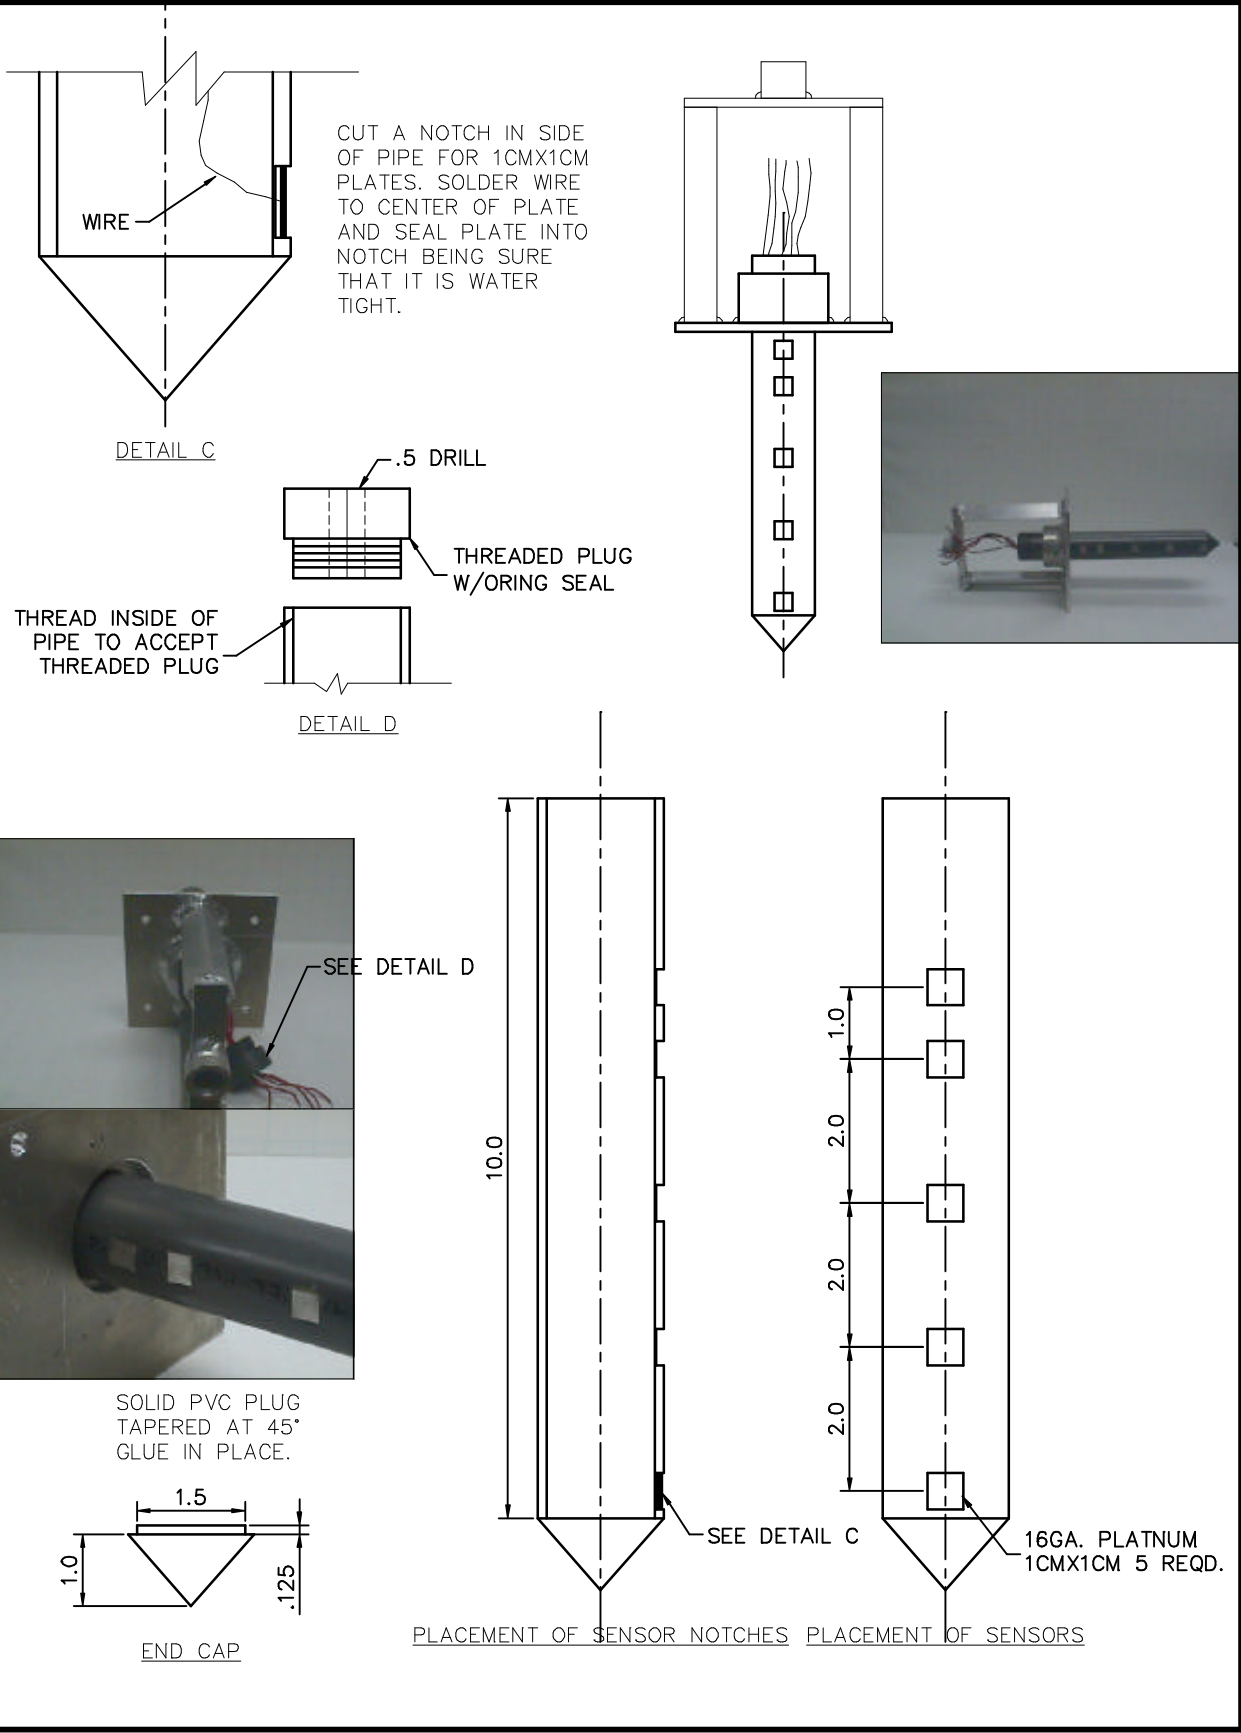 CUT A NOTCH IN SIDE
OF PIPE FOR 1CMX1CM
PLATES. SOLDER WIRE
TO CENTER OF PLATE
AND SEAL PLATE INTO
NOTCH BEING SURE
THAT IT IS WATER
TIGHT.
WIRE
DETAIL C
.5 DRILL
THREADED PLUG
W/ORING SEAL
THREAD INSIDE OF
PIPE TO ACCEPT
THREADED PLUG
DETAIL D
SEE DETAIL D
10.0
1.0
2.0
2.0
2.0
SOLID PVC PLUG
TAPERED AT 45°
GLUE IN PLACE.
1.5
1.0
.125
END CAP
SEE DETAIL C
16GA. PLATNUM
1CMX1CM 5 REQD.
PLACEMENT OF SENSOR NOTCHES
PLACEMENT OF SENSORS